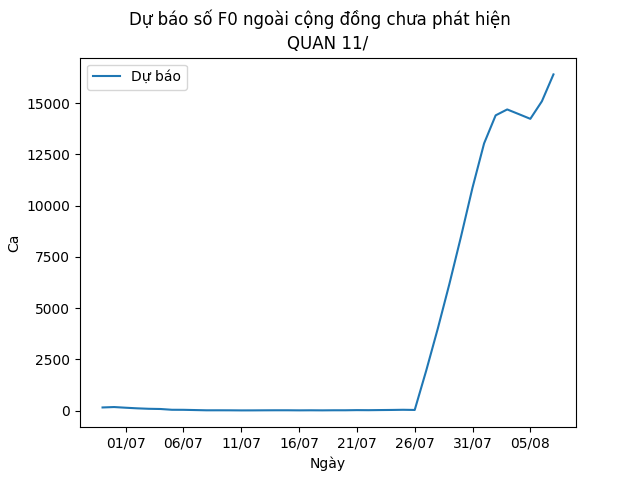 Dự báo số F0 ngoài cộng đồng chưa phát hiện
QUAN 11/
Dự báo
15000
12500
10000
7500
5000
2500
0
Ca
01/07 06/07 11/07 16/07 21/07 26/07 31/07 05/08
Ngày